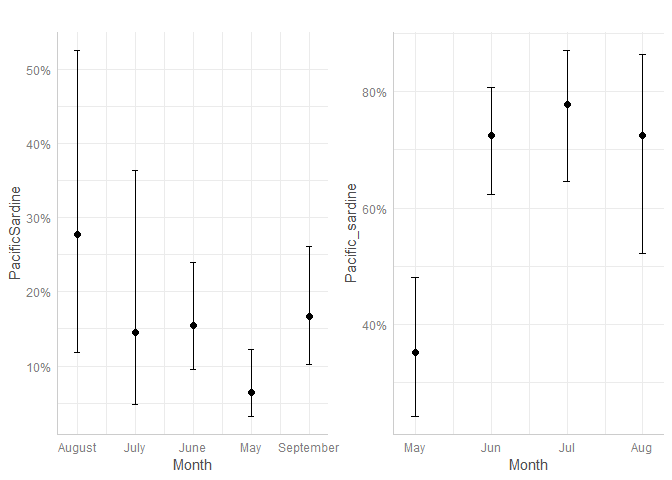 PacificSardine
50%
40%
30%
20%
10%
August July June May September
Month
Pacific_sardine
80%
60%
40%
May Jun Jul Aug
Month